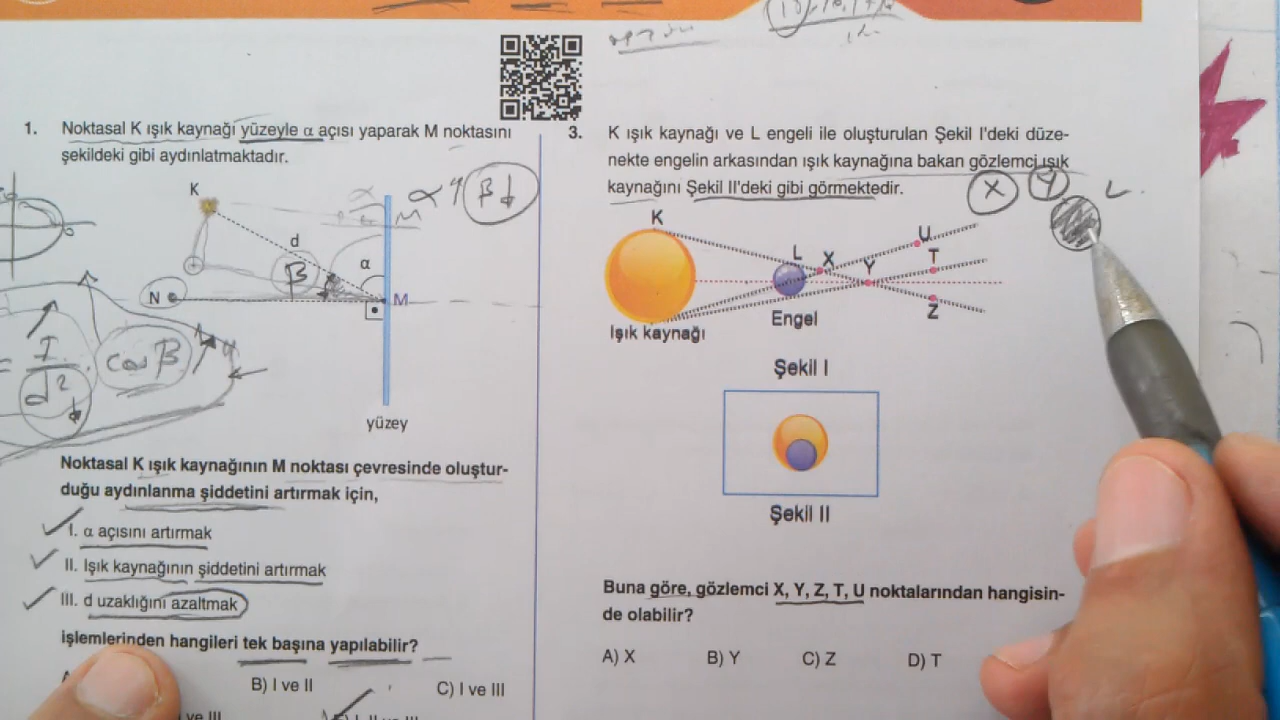 1. Noktasal K ışık kaynağı yüzeyle α açısı yaparak M noktasını
şekildeki gibi aydınlatmaktadır.
K
α
M
α
β↓
d
β
α
N
M
I
d²
cos β
yüzey
Noktasal K ışık kaynağının M noktası çevresinde oluştur-
duğu aydınlanma şiddetini artırmak için,
I. α açısını artırmak
II. Işık kaynağının şiddetini artırmak
III. d uzaklığını azaltmak
işlemlerinden hangileri tek başına yapılabilir?
B) I ve II
C) I ve III
ve III
3. K ışık kaynağı ve L engeli ile oluşturulan Şekil I'deki düze-
nekte engelin arkasından ışık kaynağına bakan gözlemci ışık
kaynağını Şekil II'deki gibi görmektedir.
X Y L
K
L X Y U T Z
Işık kaynağı
Engel
Şekil I
Şekil II
Buna göre, gözlemci X, Y, Z, T, U noktalarından hangisin-
de olabilir?
A) X B) Y C) Z D) T